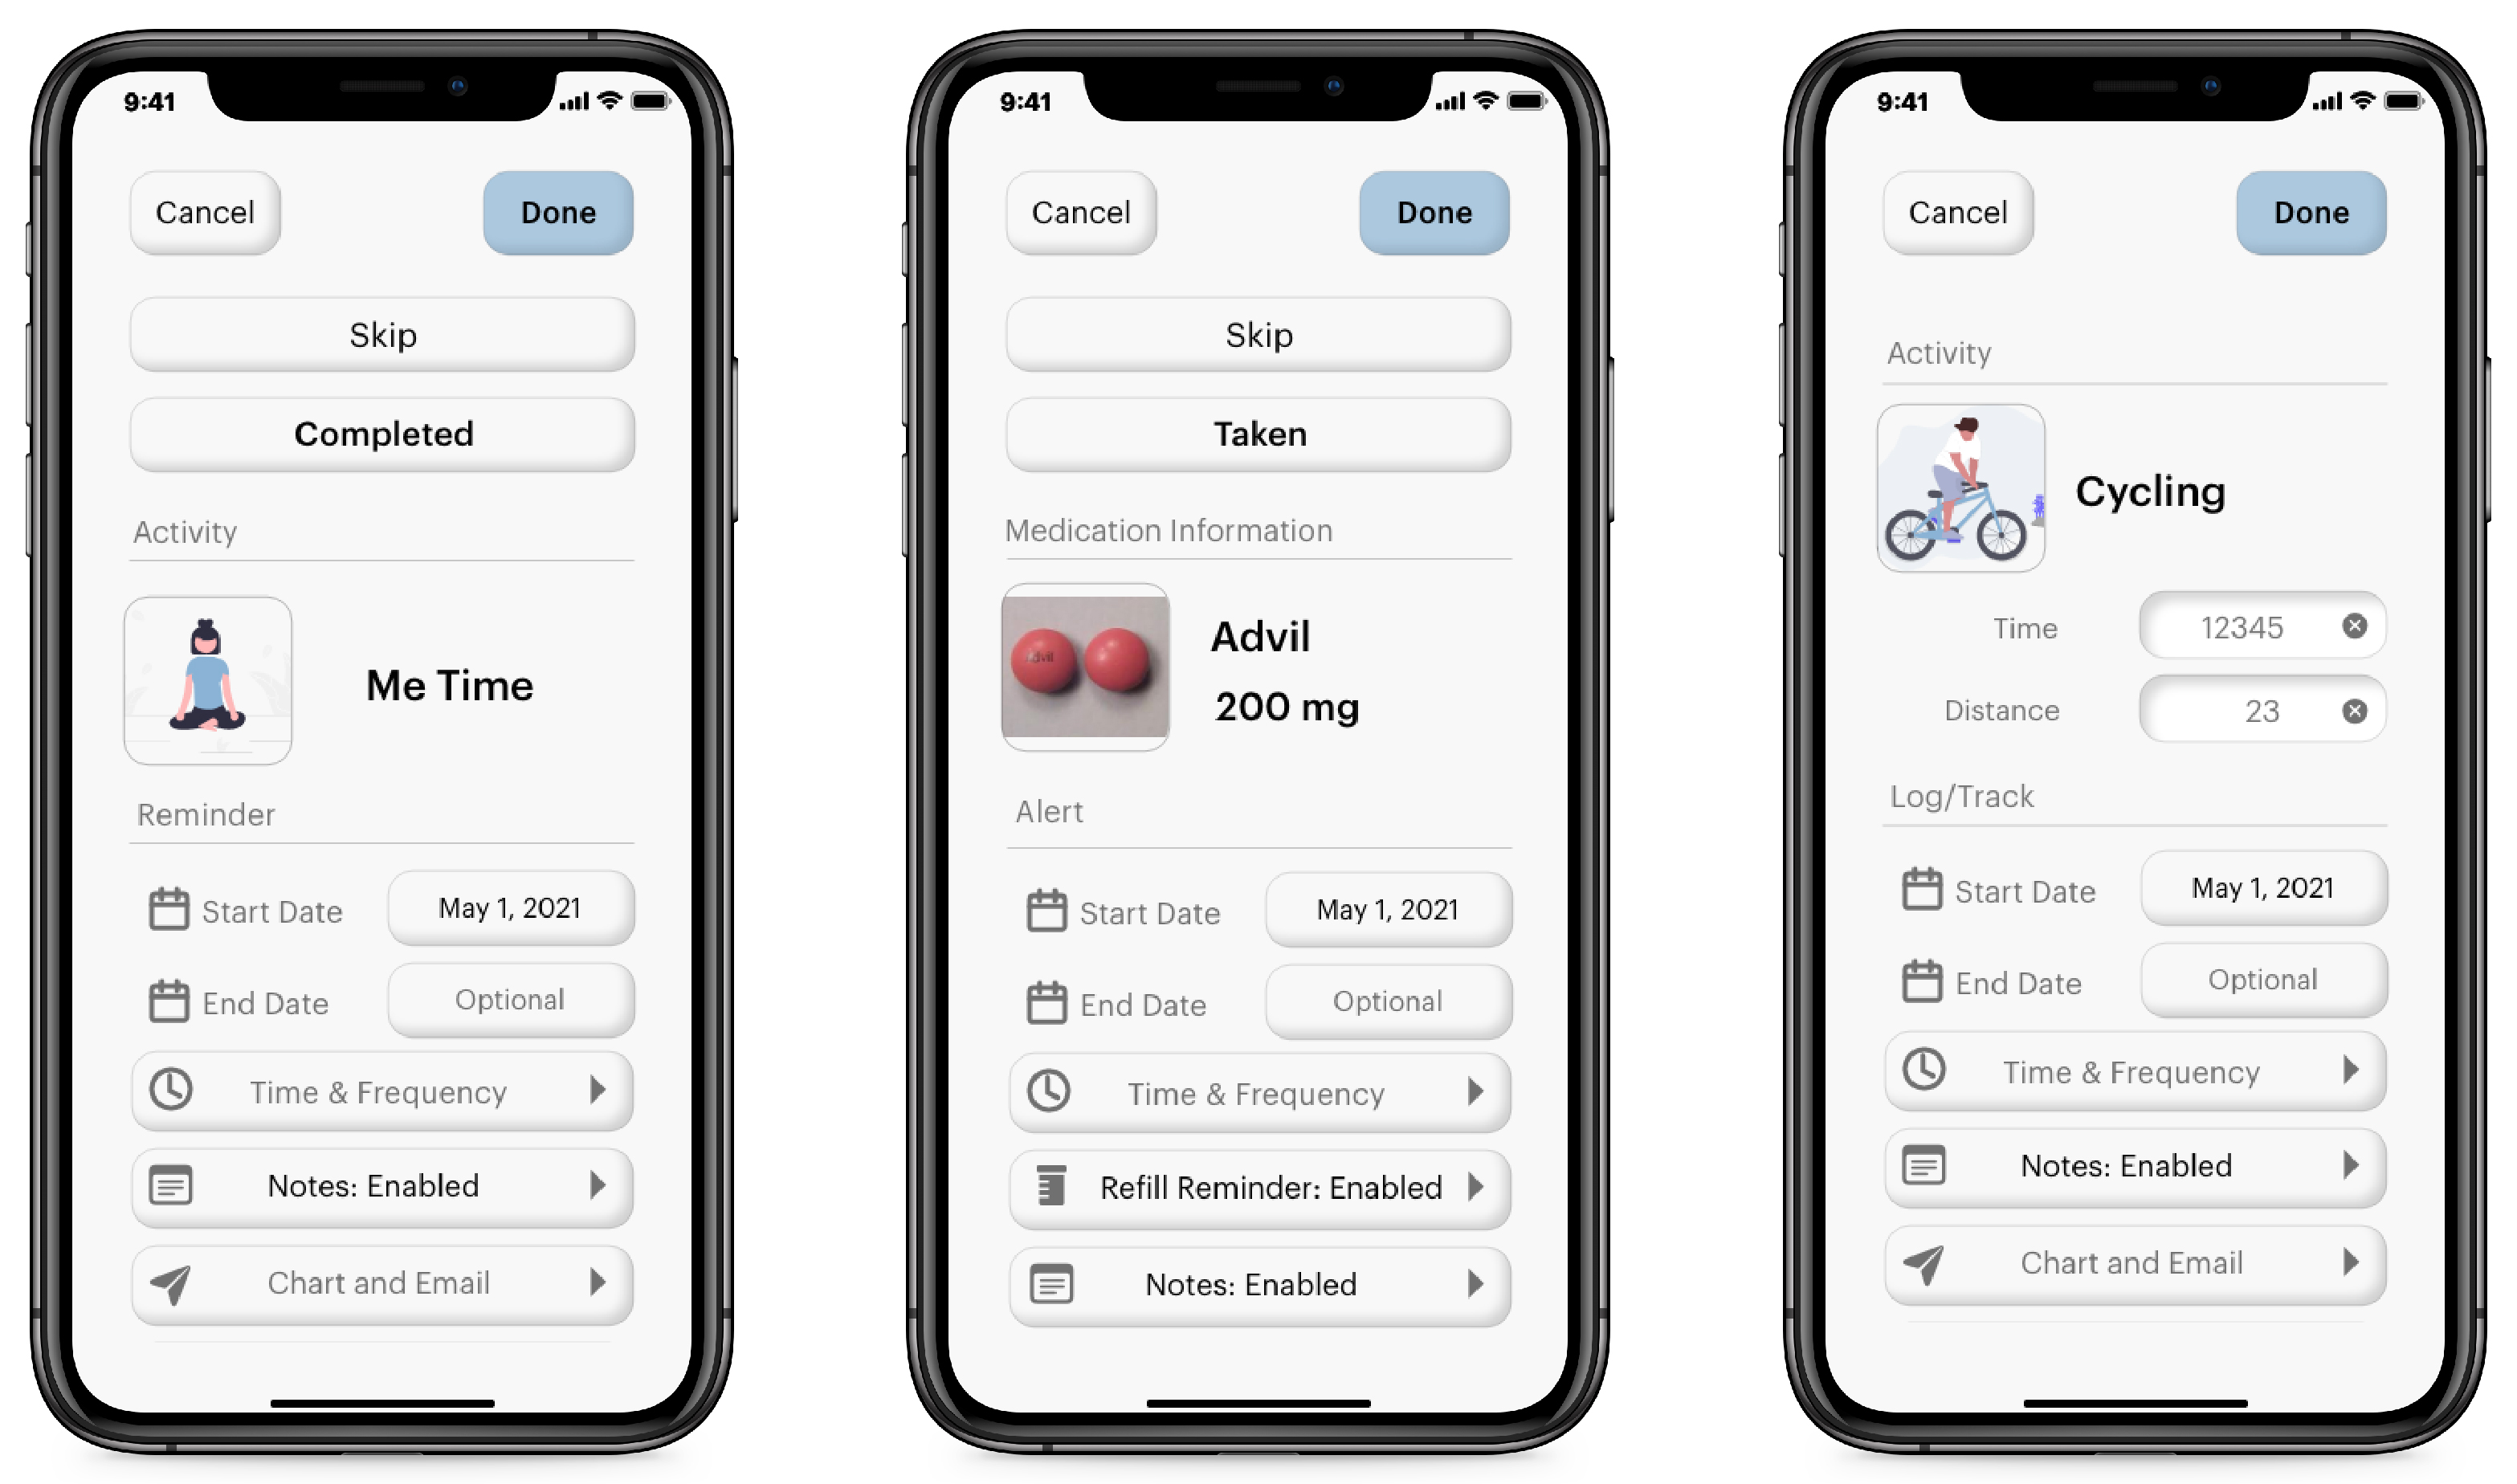 9:41
Cancel
Done
Skip
Completed
Activity
Me Time
Reminder
Start Date
May 1, 2021
End Date
Optional
Time & Frequency
Notes: Enabled
Chart and Email
9:41
Cancel
Done
Skip
Taken
Medication Information
Advil
Advil
200 mg
Alert
Start Date
May 1, 2021
End Date
Optional
Time & Frequency
Refill Reminder: Enabled
Notes: Enabled
9:41
Cancel
Done
Activity
Cycling
Time
12345
Distance
23
Log/Track
Start Date
May 1, 2021
End Date
Optional
Time & Frequency
Notes: Enabled
Chart and Email